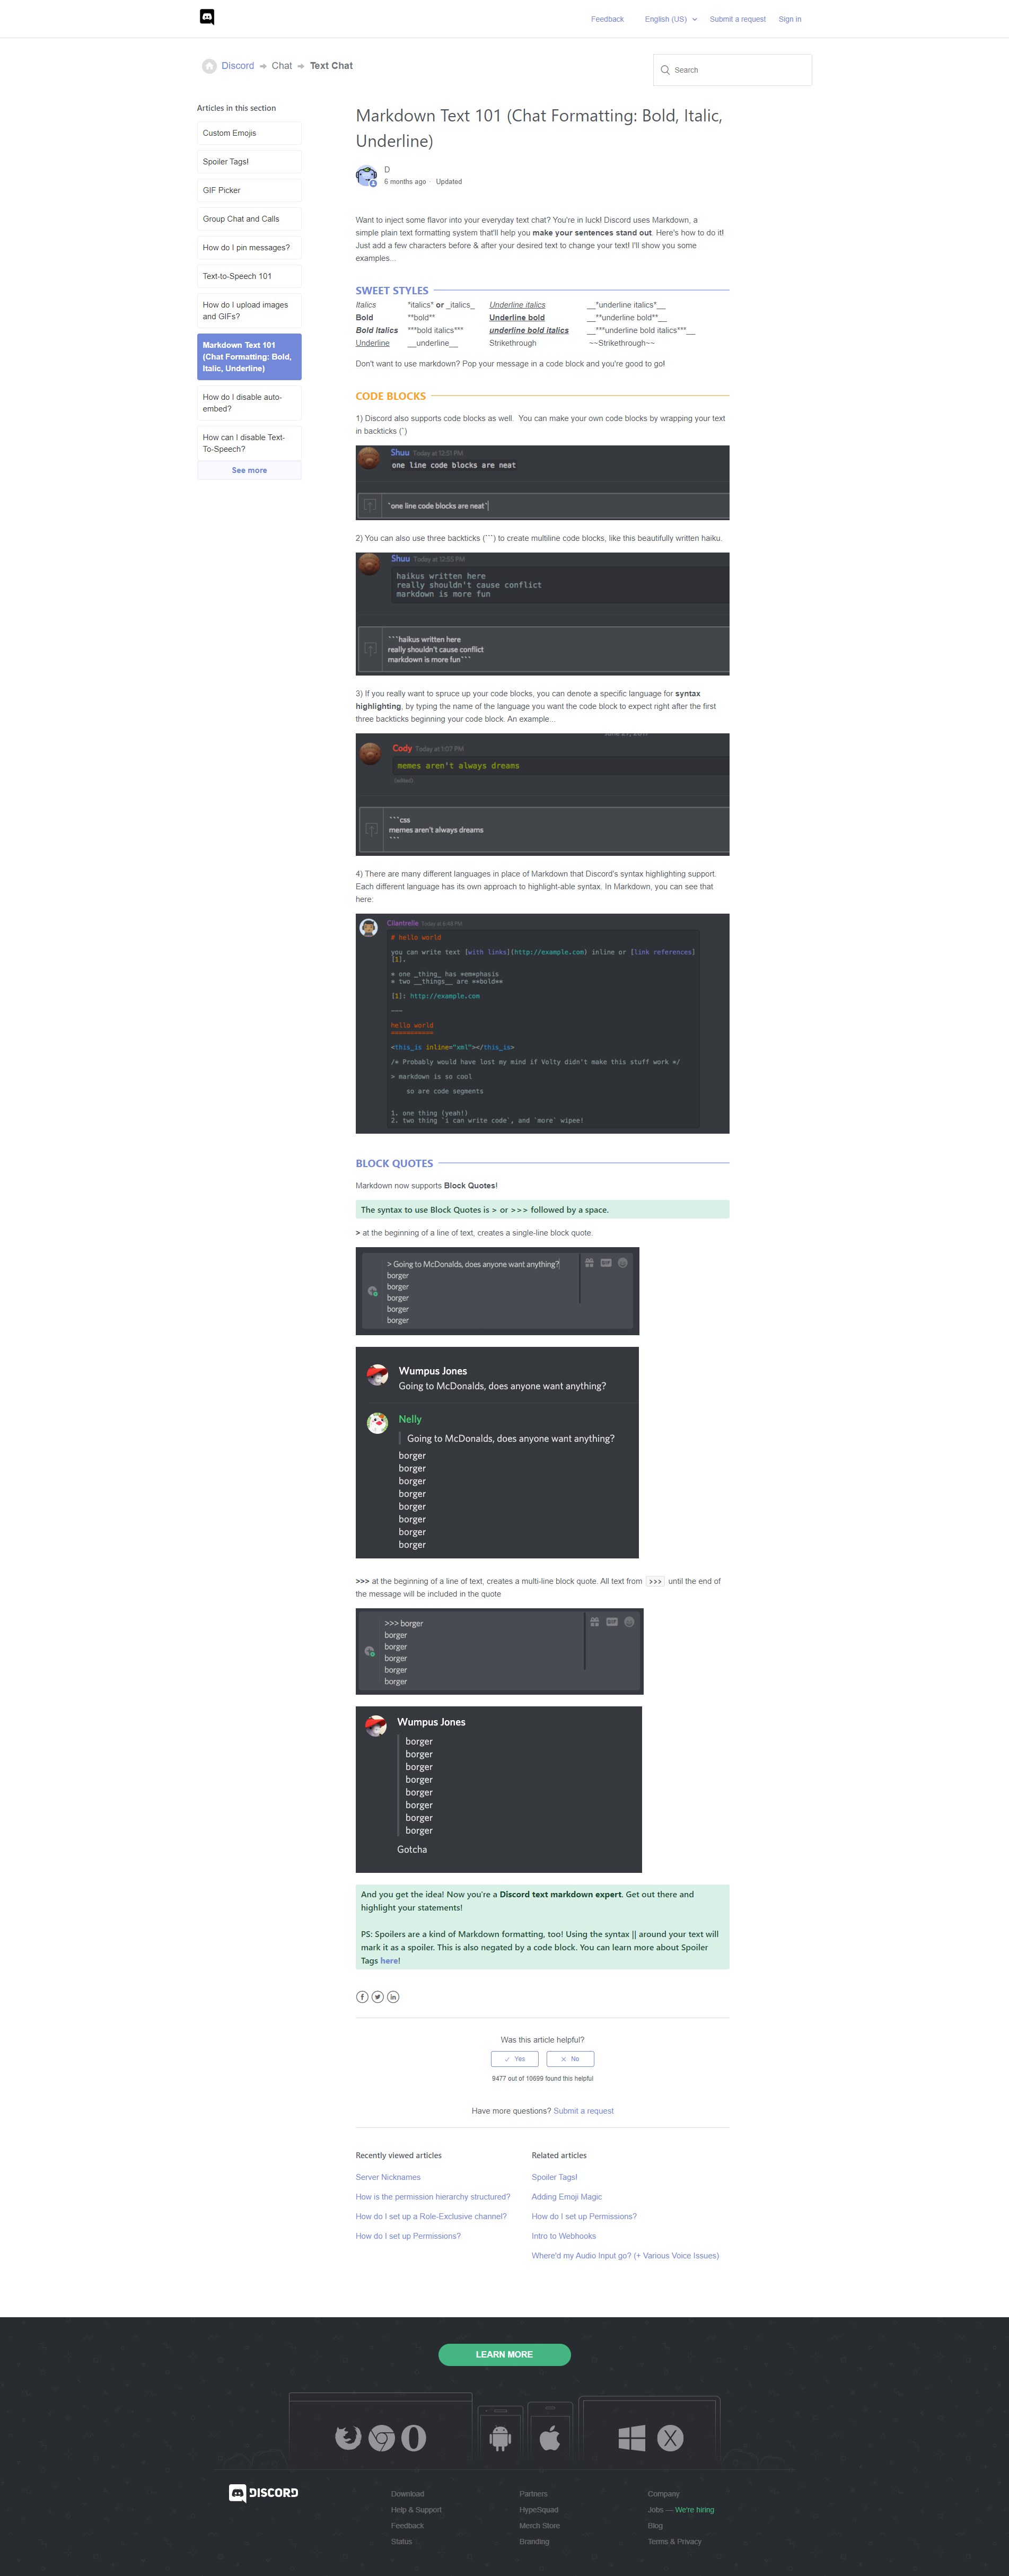 Feedback English (US) Submit a request Sign in
Discord Chat Text Chat
Search
Articles in this section
Custom Emojis
Spoiler Tags!
GIF Picker
Group Chat and Calls
How do I pin messages?
Text-to-Speech 101
How do I upload images
and GIFs?
Markdown Text 101
(Chat Formatting: Bold,
Italic, Underline)
How do I disable auto-
embed?
How can I disable Text-
To-Speech?
See more
Markdown Text 101 (Chat Formatting: Bold, Italic,
Underline)
D
6 months ago · Updated
Want to inject some flavor into your everyday text chat? You're in luck! Discord uses Markdown, a
simple plain text formatting system that'll help you make your sentences stand out. Here's how to do it!
Just add a few characters before & after your desired text to change your text! I'll show you some
examples...
SWEET STYLES
Italics *italics* or _italics_ Underline italics __*underline italics*__
Bold **bold** Underline bold __**underline bold**__
Bold Italics ***bold italics*** underline bold italics __***underline bold italics***__
Underline __underline__ Strikethrough ~~Strikethrough~~
Don't want to use markdown? Pop your message in a code block and you're good to go!
CODE BLOCKS
1) Discord also supports code blocks as well. You can make your own code blocks by wrapping your text
in backticks (`)
Shuu Today at 12:51 PM
one line code blocks are neat
`one line code blocks are neat`
2) You can also use three backticks (```) to create multiline code blocks, like this beautifully written haiku.
Shuu Today at 12:55 PM
haikus written here
really shouldn't cause conflict
markdown is more fun
```haikus written here
really shouldn't cause conflict
markdown is more fun```
3) If you really want to spruce up your code blocks, you can denote a specific language for syntax
highlighting, by typing the name of the language you want the code block to expect right after the first
three backticks beginning your code block. An example...
Cody Today at 1:07 PM
memes aren't always dreams
(edited)
```css
memes aren't always dreams
```
4) There are many different languages in place of Markdown that Discord's syntax highlighting support.
Each different language has its own approach to highlight-able syntax. In Markdown, you can see that
here:
Cilantrelle Today at 4:48 PM
# hello world
you can write text [with links](http://example.com) inline or [link references]
[1].
* one _thing_ has *em*phasis
* two __things__ are **bold**
[1]: http://example.com
---
hello world
===========
<this_is inline="xml"></this_is>
/* Probably would have lost my mind if Volty didn't make this stuff work */
> markdown is so cool
so are code segments
1. one thing (yeah!)
2. two thing `i can write code`, and `more` wipee!
BLOCK QUOTES
Markdown now supports Block Quotes!
The syntax to use Block Quotes is > or >>> followed by a space.
> at the beginning of a line of text, creates a single-line block quote.
> Going to McDonalds, does anyone want anything?
GIF
borger
borger
borger
borger
borger
Wumpus Jones
Going to McDonalds, does anyone want anything?
Nelly
Going to McDonalds, does anyone want anything?
borger
borger
borger
borger
borger
borger
borger
borger
>>> at the beginning of a line of text, creates a multi-line block quote. All text from >>> until the end of
the message will be included in the quote
>>> borger
GIF
borger
borger
borger
borger
borger
Wumpus Jones
borger
borger
borger
borger
borger
borger
borger
borger
Gotcha
And you get the idea! Now you're a Discord text markdown expert. Get out there and
highlight your statements!
PS: Spoilers are a kind of Markdown formatting, too! Using the syntax || around your text will
mark it as a spoiler. This is also negated by a code block. You can learn more about Spoiler
Tags here!
Was this article helpful?
Yes No
9477 out of 10699 found this helpful
Have more questions? Submit a request
Recently viewed articles
Server Nicknames
How is the permission hierarchy structured?
How do I set up a Role-Exclusive channel?
How do I set up Permissions?
Related articles
Spoiler Tags!
Adding Emoji Magic
How do I set up Permissions?
Intro to Webhooks
Where'd my Audio Input go? (+ Various Voice Issues)
LEARN MORE
DISCORD
Download
Help & Support
Feedback
Status
Partners
HypeSquad
Merch Store
Branding
Company
Jobs — We're hiring
Blog
Terms & Privacy